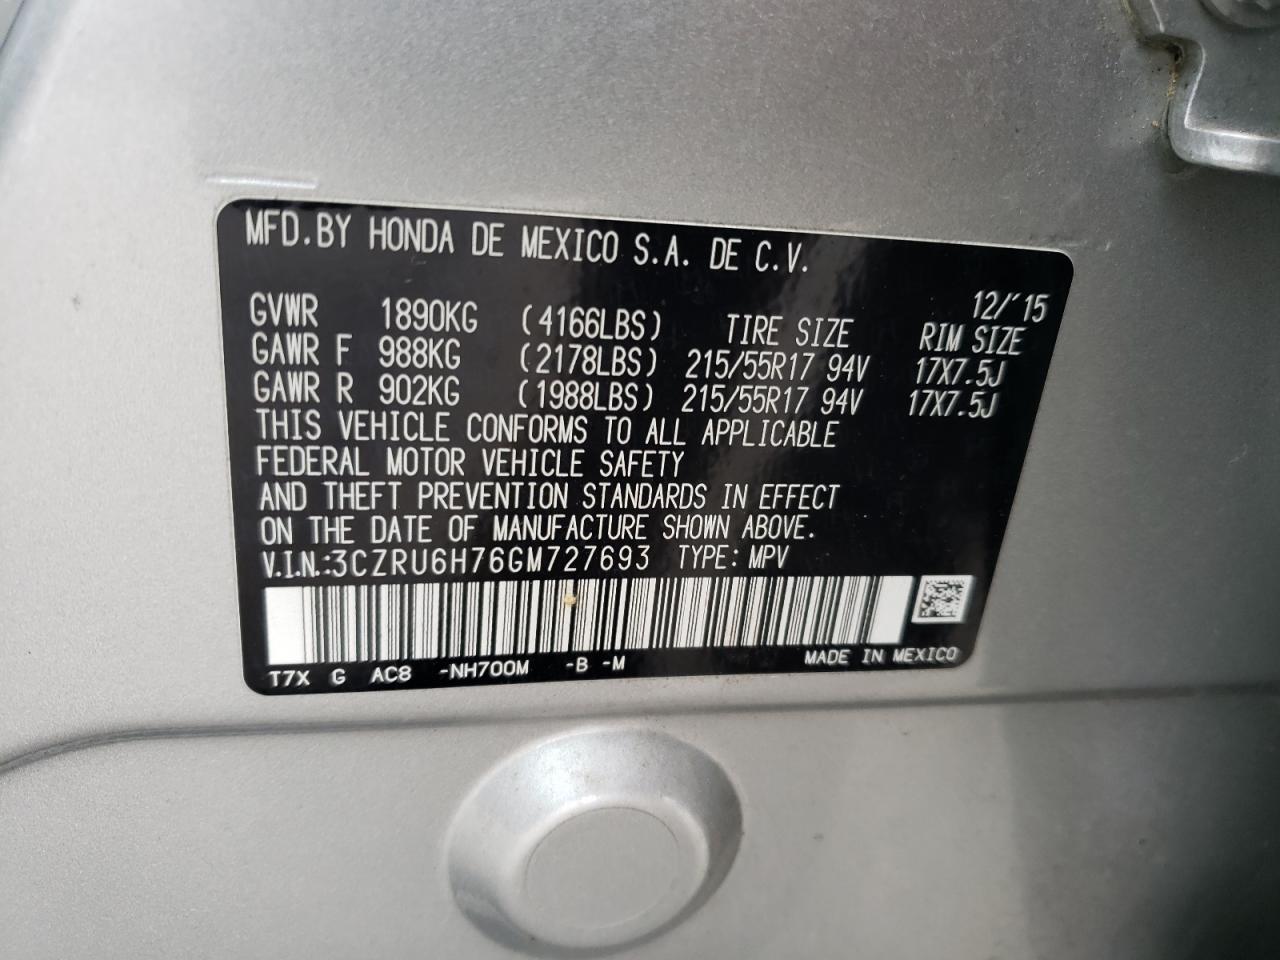 MFD.BY HONDA DE MEXICO S.A. DE C.V.
12/'15
GVWR 1890KG (4166LBS) TIRE SIZE RIM SIZE
GAWR F 988KG (2178LBS) 215/55R17 94V 17X7.5J
GAWR R 902KG (1988LBS) 215/55R17 94V 17X7.5J
THIS VEHICLE CONFORMS TO ALL APPLICABLE
FEDERAL MOTOR VEHICLE SAFETY
AND THEFT PREVENTION STANDARDS IN EFFECT
ON THE DATE OF MANUFACTURE SHOWN ABOVE.
V.I.N.:3CZRU6H76GM727693 TYPE: MPV
T7X G AC8 -NH700M -B -M MADE IN MEXICO